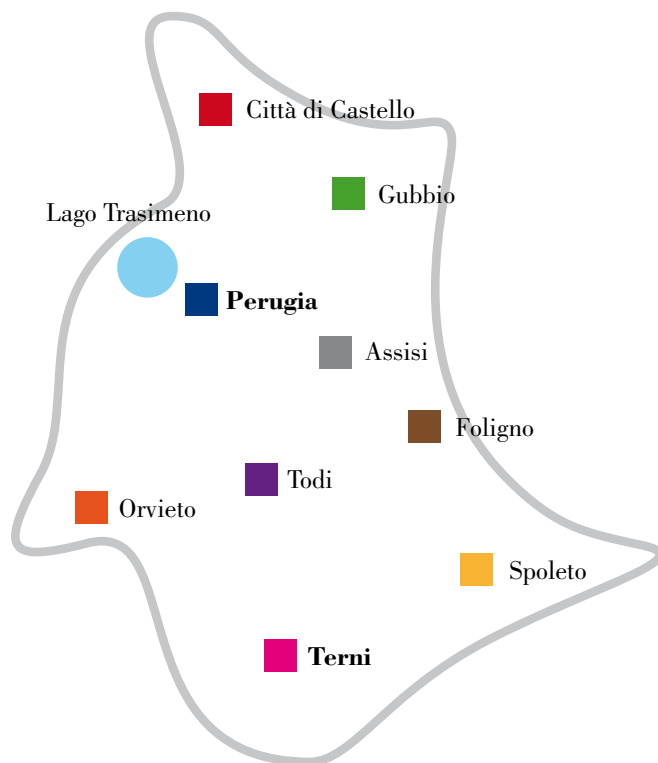 Città di Castello
Gubbio
Lago Trasimeno
Perugia
Assisi
Foligno
Todi
Orvieto
Spoleto
Terni